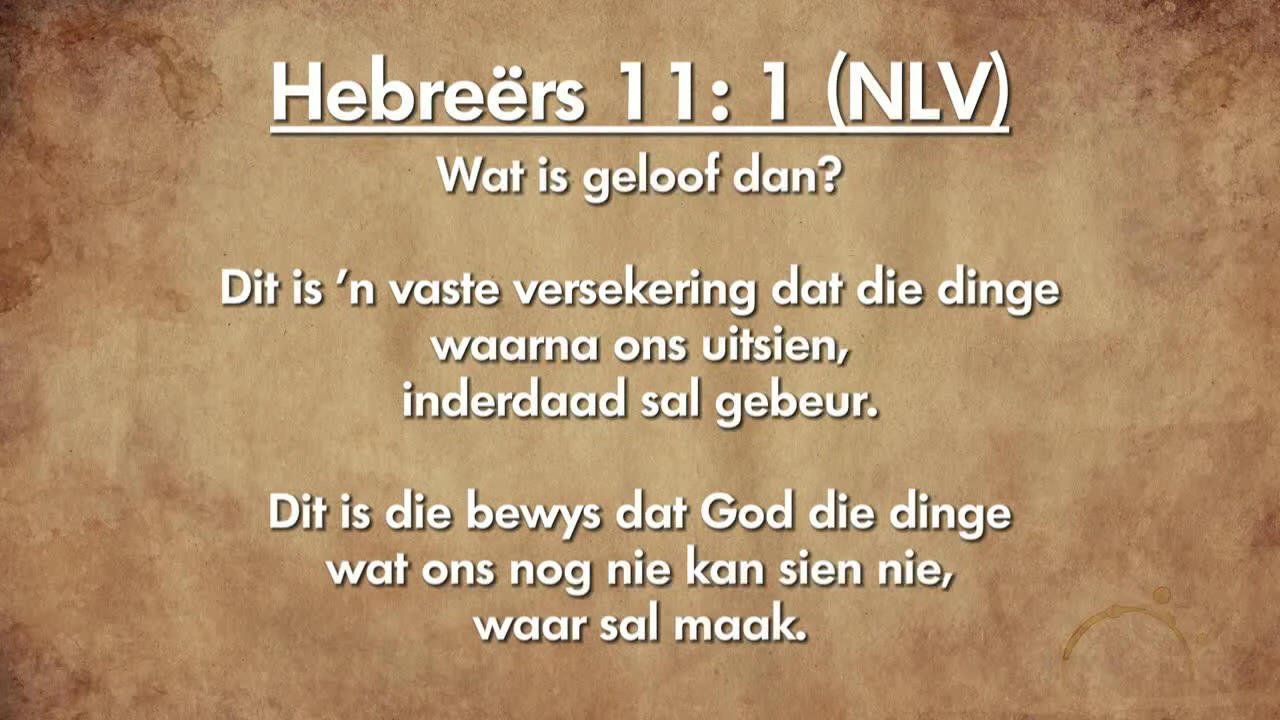 Hebreërs 11: 1 (NLV)
Wat is geloof dan?
Dit is ’n vaste versekering dat die dinge
waarna ons uitsien,
inderdaad sal gebeur.
Dit is die bewys dat God die dinge
wat ons nog nie kan sien nie,
waar sal maak.